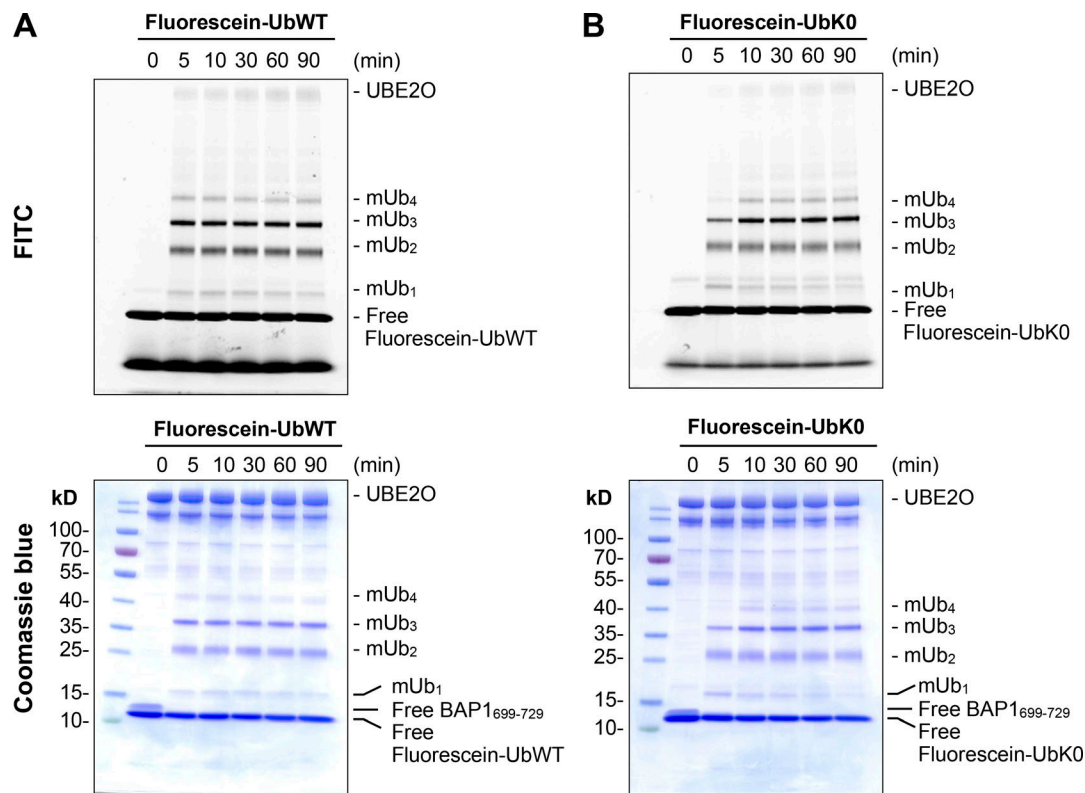 A
Fluorescein-UbWT
0 5 10 30 60 90 (min)
FITC
- UBE2O
- mUb₄
- mUb₃
- mUb₂
- mUb₁
- Free
Fluorescein-UbWT
Fluorescein-UbWT
0 5 10 30 60 90 (min)
Coomassie blue
kD
100-
70-
55-
40-
35-
25-
15-
10-
- UBE2O
- mUb₄
- mUb₃
- mUb₂
mUb₁
Free BAP1₆₉₉₋₇₂₉
Free
Fluorescein-UbWT
B
Fluorescein-UbK0
0 5 10 30 60 90 (min)
- UBE2O
- mUb₄
- mUb₃
- mUb₂
- mUb₁
- Free
Fluorescein-UbK0
Fluorescein-UbK0
0 5 10 30 60 90 (min)
kD
100-
70-
55-
40-
35-
25-
15-
10-
- UBE2O
- mUb₄
- mUb₃
- mUb₂
mUb₁
Free BAP1₆₉₉₋₇₂₉
Free
Fluorescein-UbK0